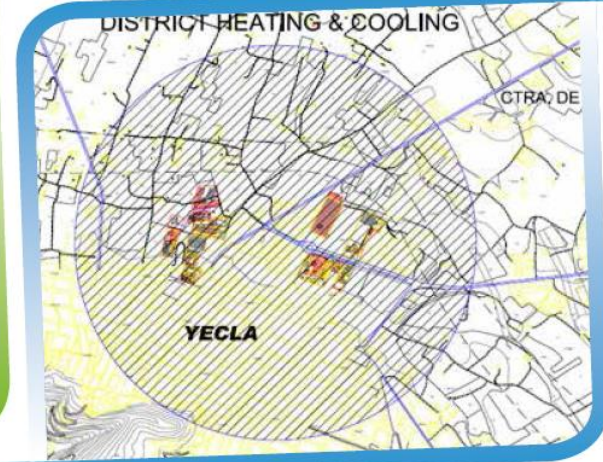 DISTRICT HEATING & COOLING
CTRA, DE
YECLA